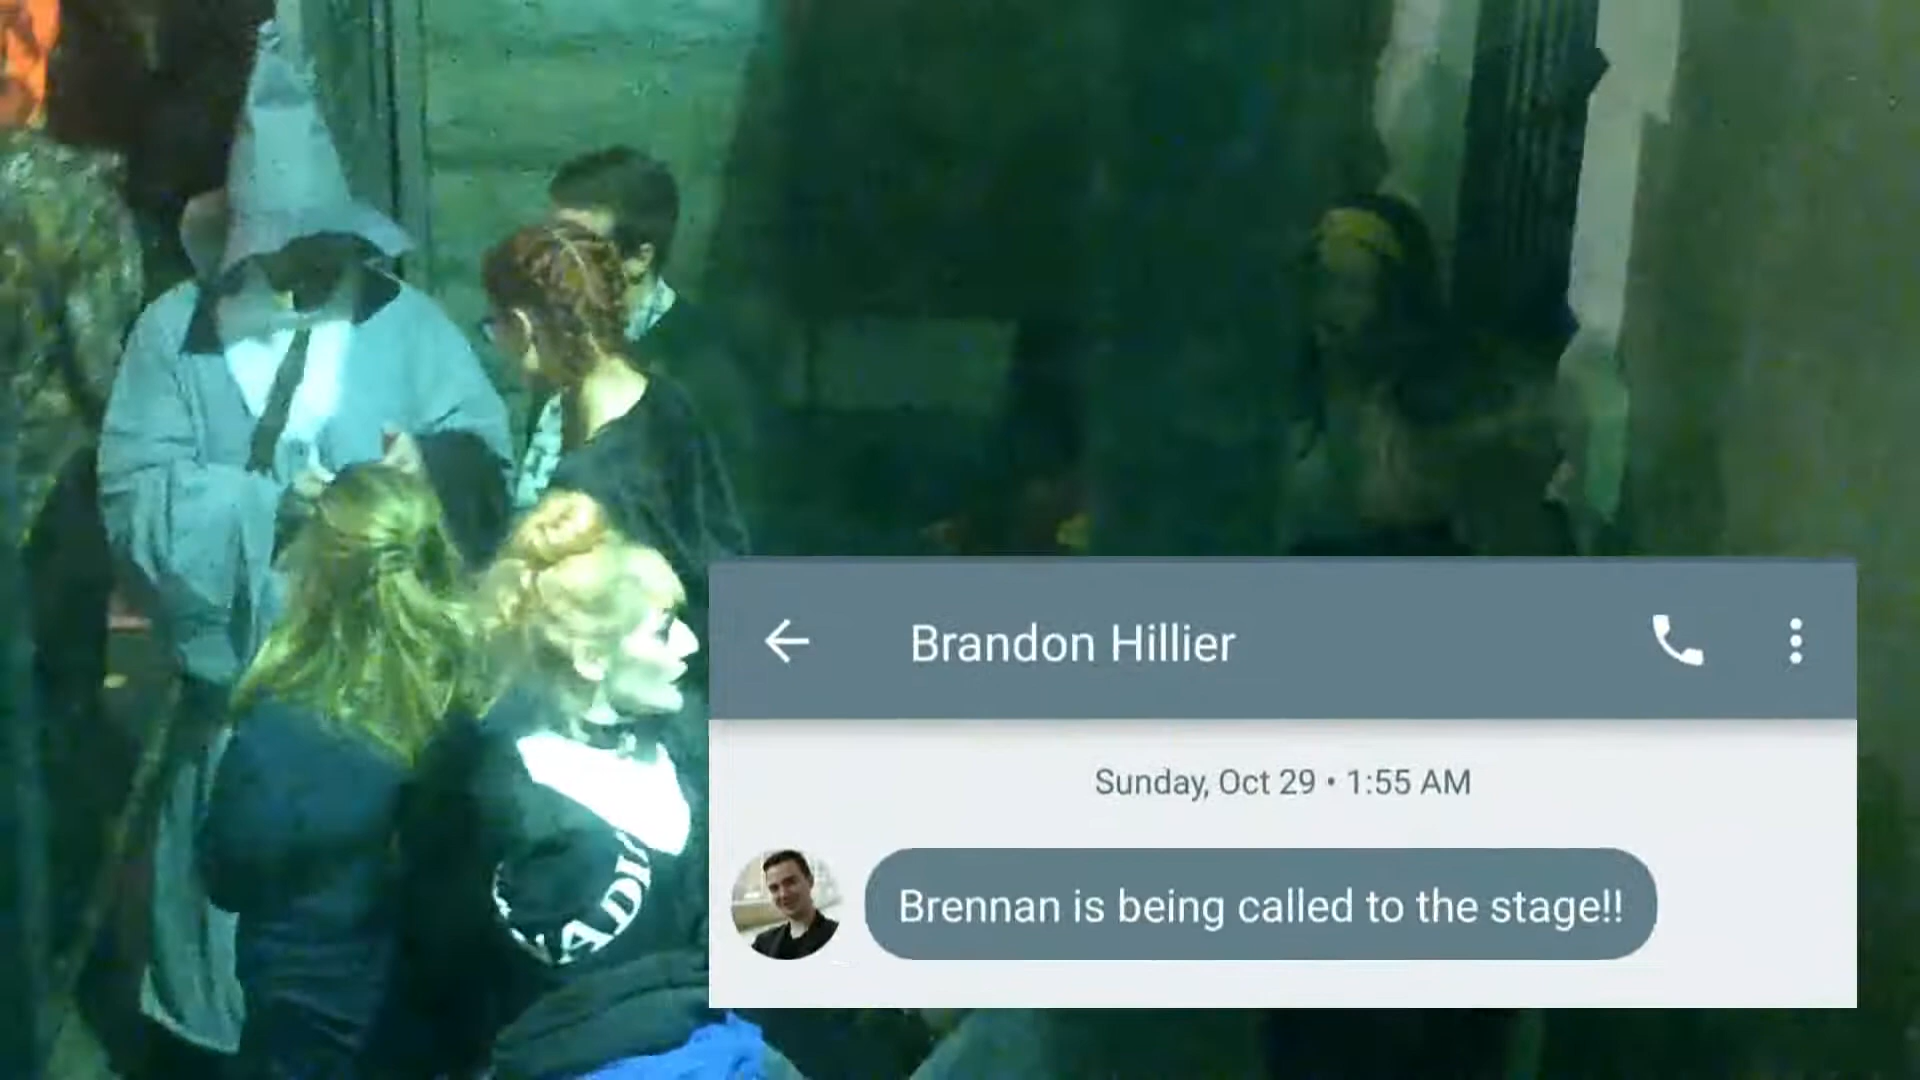 Brandon Hillier
Sunday, Oct 29 • 1:55 AM
Brennan is being called to the stage!!